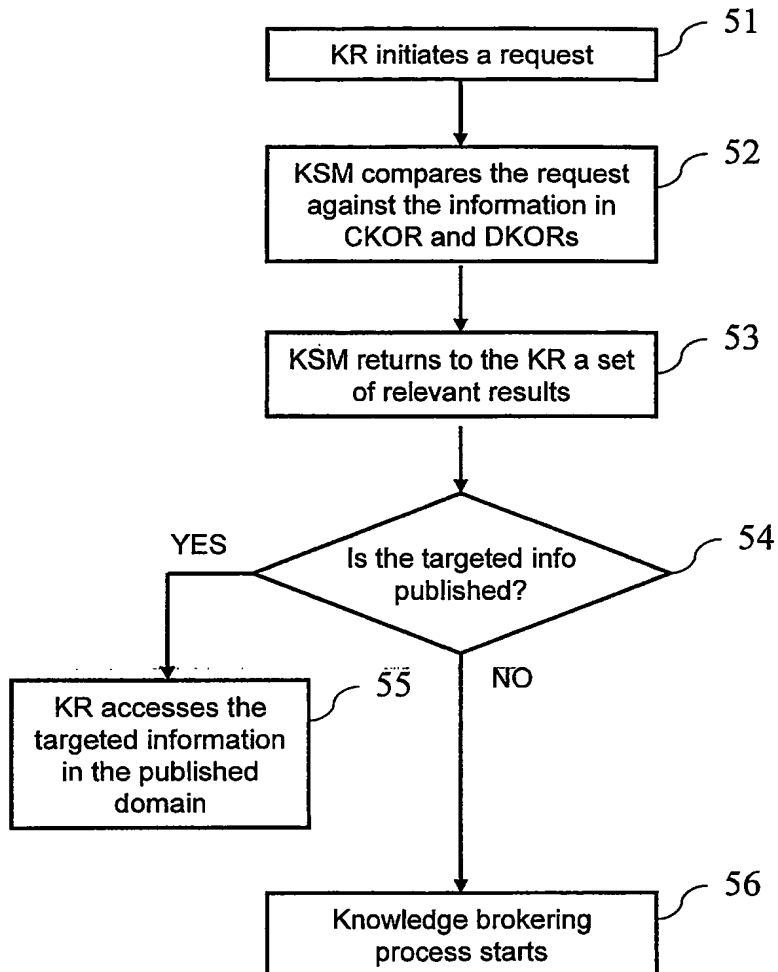 51
KR initiates a request
52
KSM compares the request
against the information in
CKOR and DKORs
53
KSM returns to the KR a set
of relevant results
54
YES
Is the targeted info
published?
55
NO
KR accesses the
targeted information
in the published
domain
56
Knowledge brokering
process starts